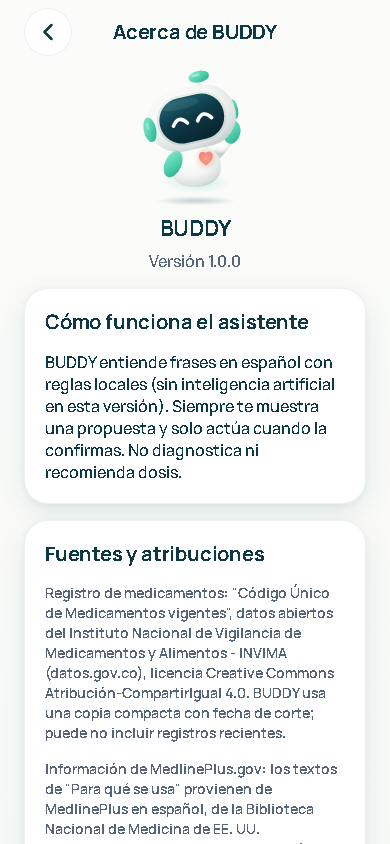 Acerca de BUDDY
BUDDY
Versión 1.0.0
Cómo funciona el asistente
BUDDY entiende frases en español con
reglas locales (sin inteligencia artificial
en esta versión). Siempre te muestra
una propuesta y solo actúa cuando la
confirmas. No diagnostica ni
recomienda dosis.
Fuentes y atribuciones
Registro de medicamentos: "Código Único
de Medicamentos vigentes", datos abiertos
del Instituto Nacional de Vigilancia de
Medicamentos y Alimentos - INVIMA
(datos.gov.co), licencia Creative Commons
Atribución-CompartirIgual 4.0. BUDDY usa
una copia compacta con fecha de corte;
puede no incluir registros recientes.
Información de MedlinePlus.gov: los textos
de "Para qué se usa" provienen de
MedlinePlus en español, de la Biblioteca
Nacional de Medicina de EE. UU.